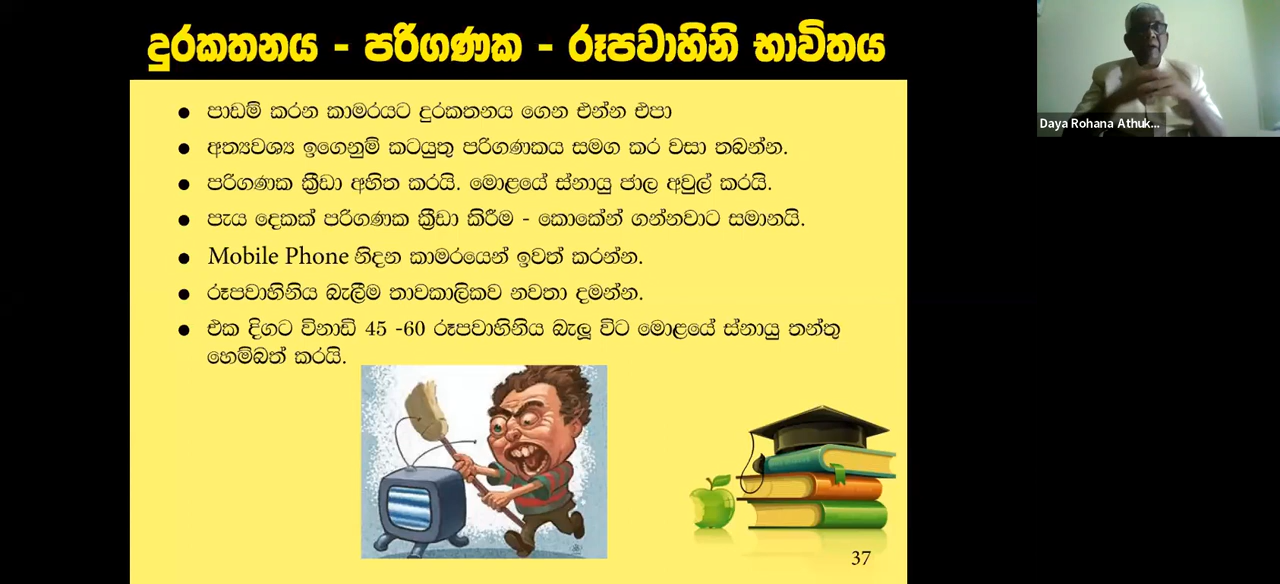 දුරකතනය - පරිගණක - රූපවාහිනි භාවිතය
Daya Rohana Athuk...
● පාඩම් කරන කාමරයට දුරකතනය ගෙන එන්න එපා
● අත්‍යවශ්‍ය ඉගෙනුම් කටයුතු පරිගණකය සමග කර වසා තබන්න.
● පරිගණක ක්‍රීඩා අහිත කරයි. මොළයේ ස්නායු ජාල අවුල් කරයි.
● පැය දෙකක් පරිගණක ක්‍රීඩා කිරීම - කොකේන් ගන්නවාට සමානයි.
● Mobile Phone නිදන කාමරයෙන් ඉවත් කරන්න.
● රූපවාහිනිය බැලීම තාවකාලිකව නවතා දමන්න.
● එක දිගට විනාඩි 45 -60 රූපවාහිනිය බැලූ විට මොළයේ ස්නායු තන්තු
හෙම්බත් කරයි.
37